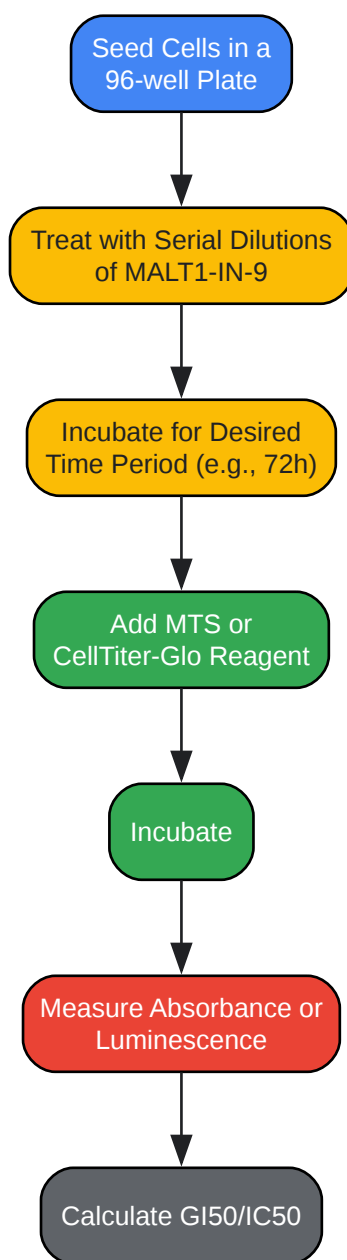 Seed Cells in a
96-well Plate
Treat with Serial Dilutions
of MALT1-IN-9
Incubate for Desired
Time Period (e.g., 72h)
Add MTS or
CellTiter-Glo Reagent
Incubate
Measure Absorbance or
Luminescence
Calculate GI50/IC50